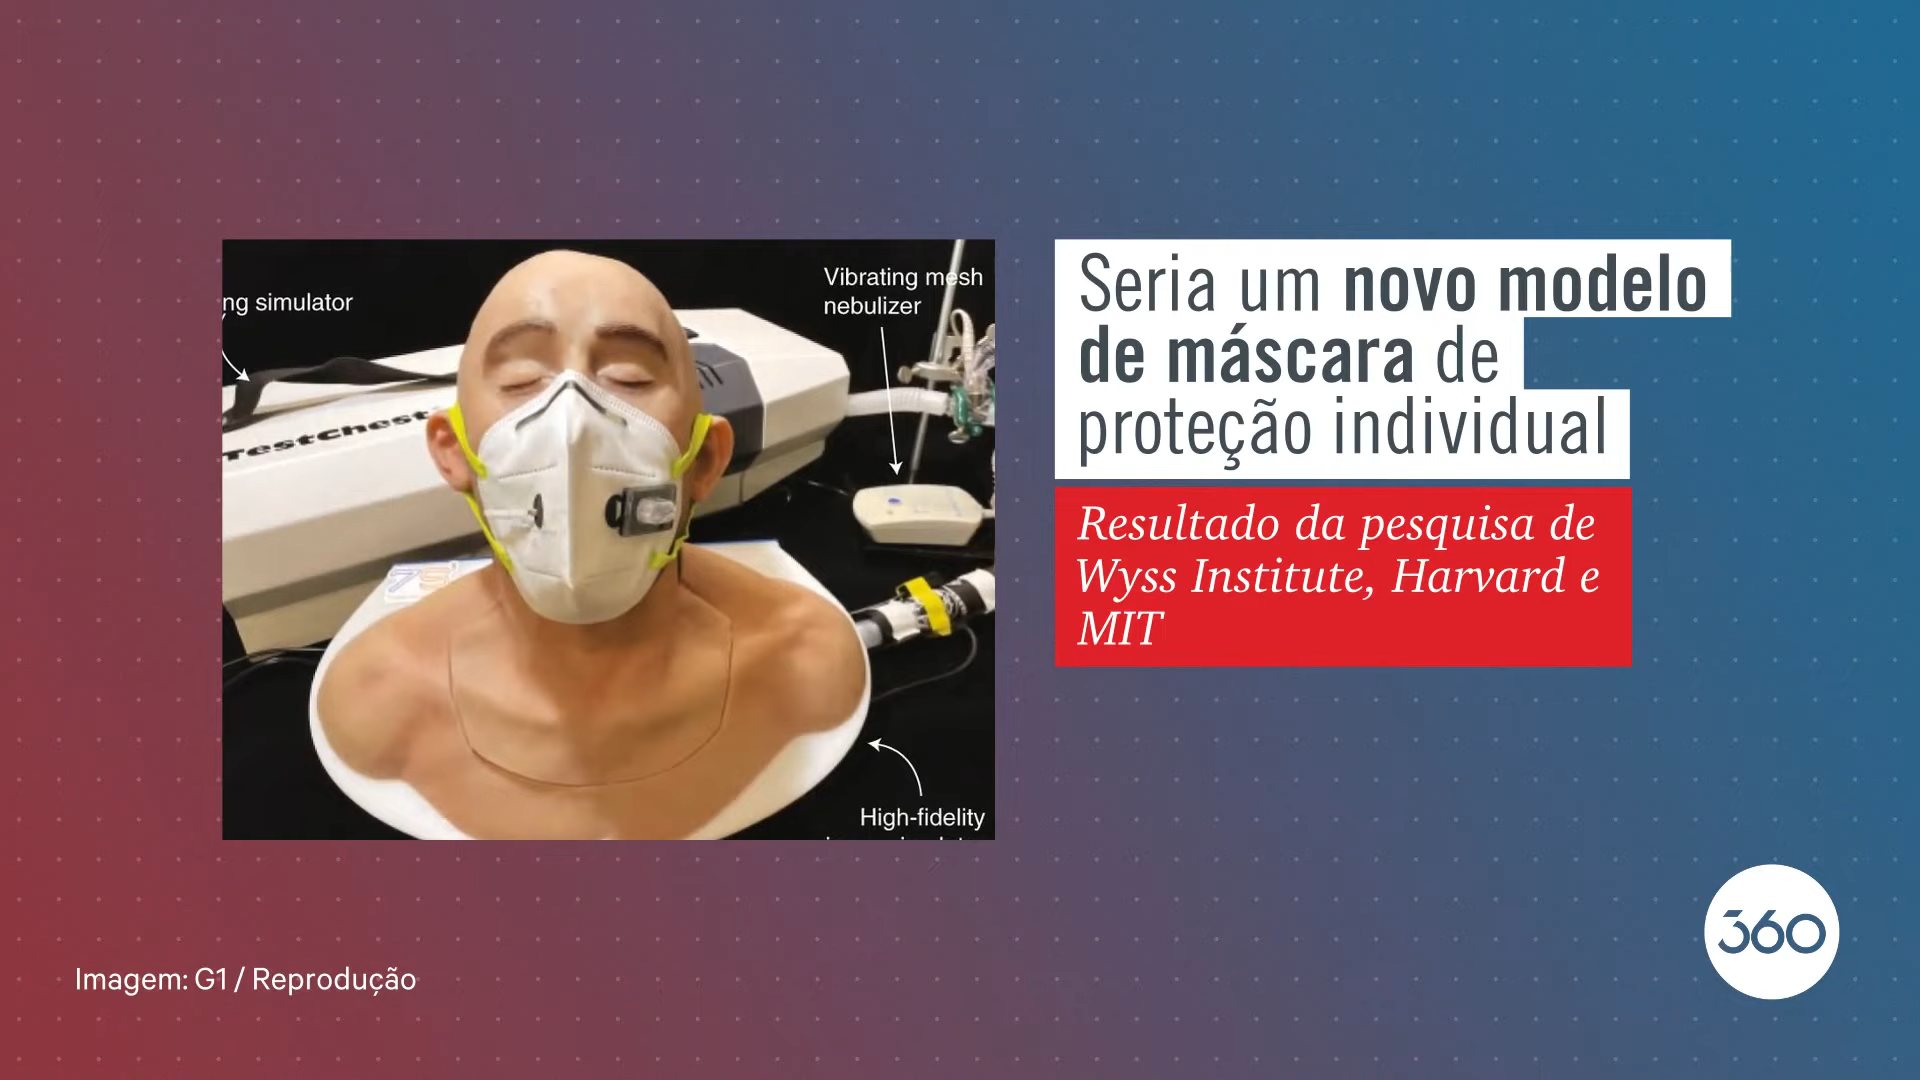 ng simulator
Vibrating mesh
nebulizer
TestChest
High-fidelity
Seria um novo modelo
de máscara de
proteção individual
Resultado da pesquisa de
Wyss Institute, Harvard e
MIT
360
Imagem: G1 / Reprodução